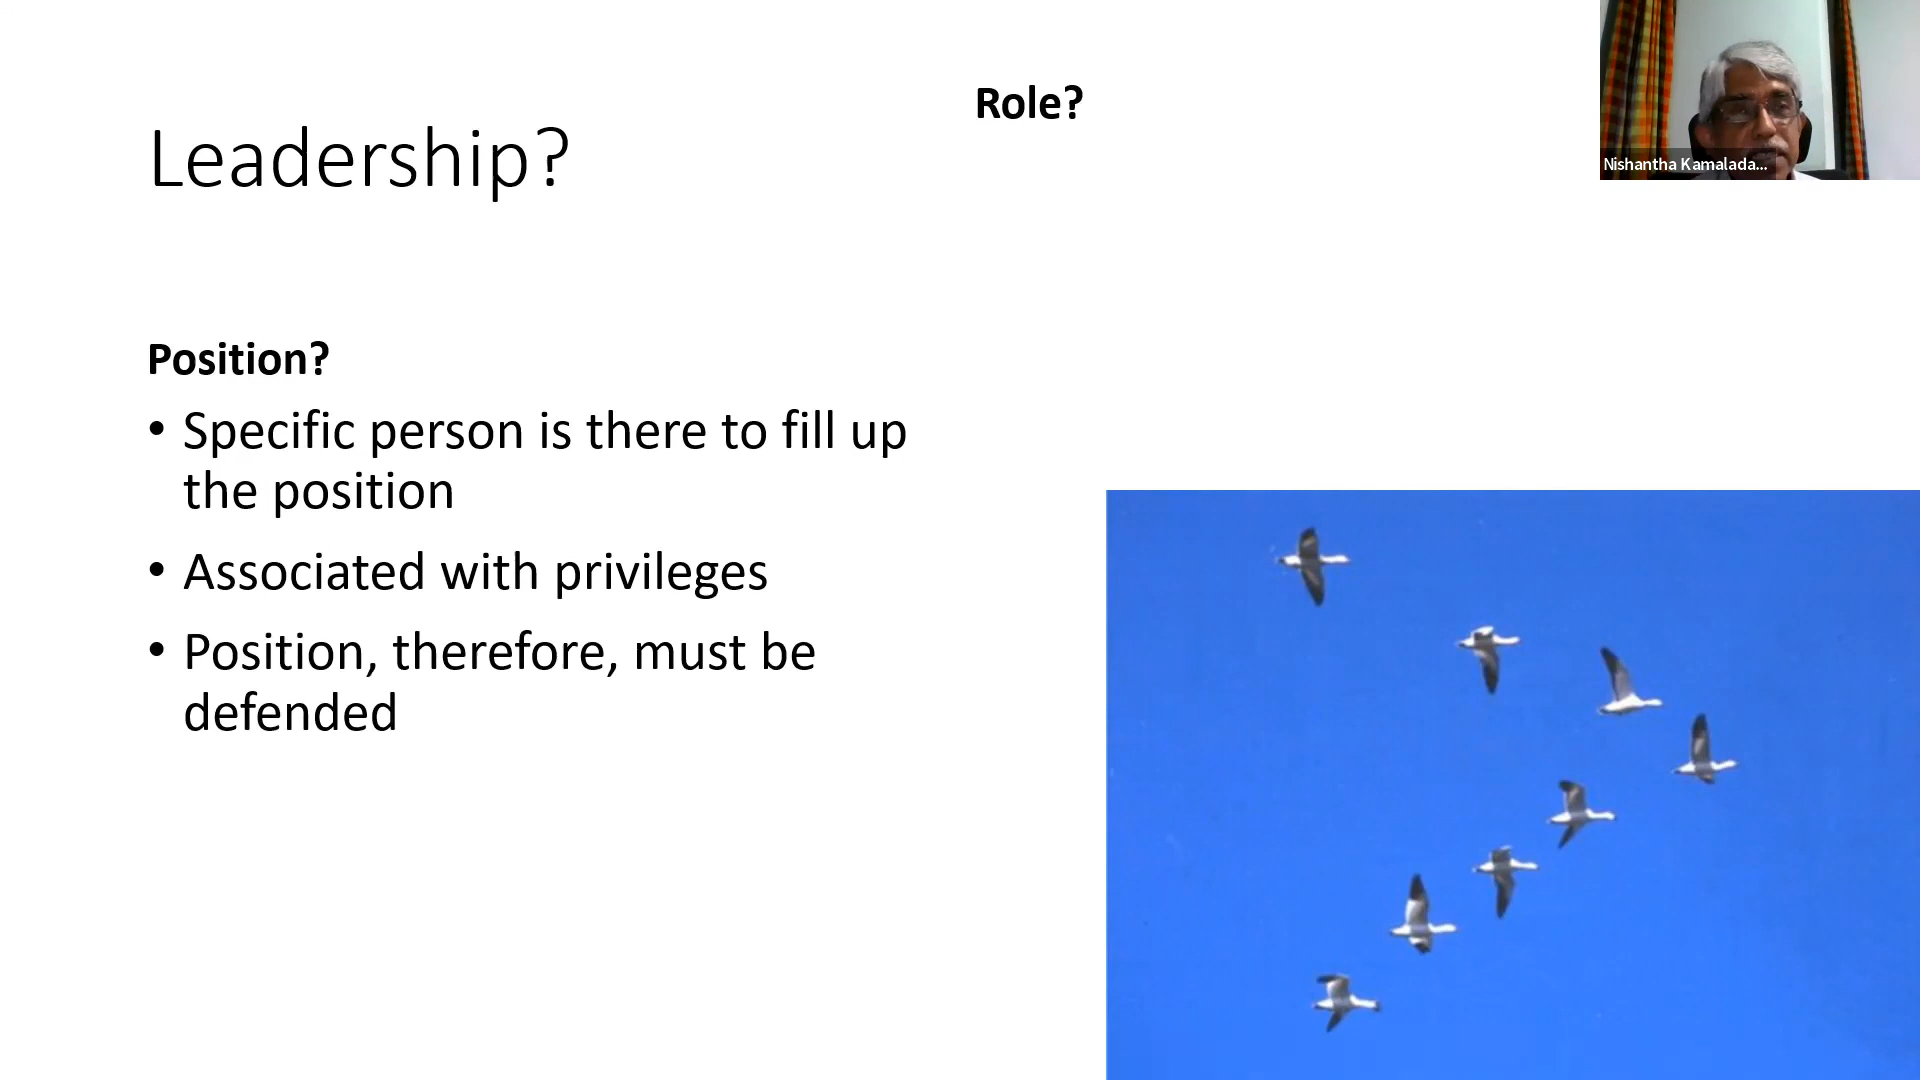 Leadership?
Position?
• Specific person is there to fill up
the position
• Associated with privileges
• Position, therefore, must be
defended
Role?
Nishantha Kamalada...